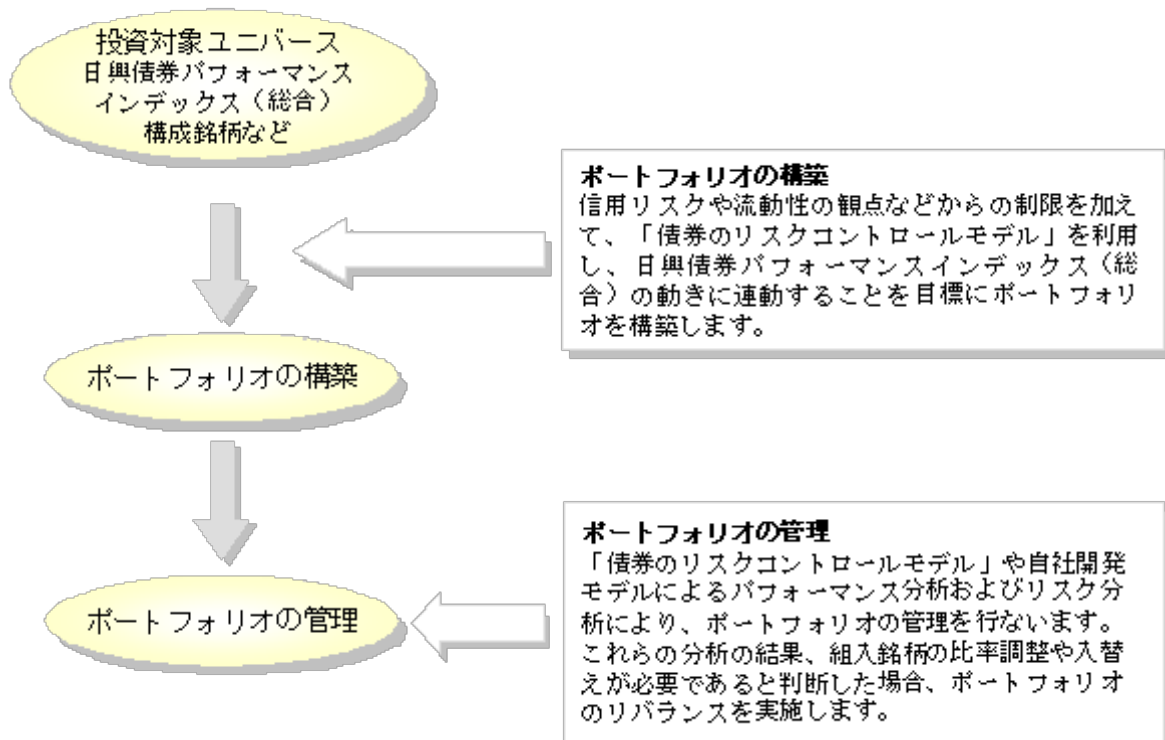 投資対象ユニバース
日興債券パフォーマンス
インデックス（総合）
構成銘柄など
ポートフォリオの構築
信用リスクや流動性の観点などからの制限を加え
て、「債券のリスクコントロールモデル」を利用
し、日興債券パフォーマンスインデックス（総
合）の動きに連動することを目標にポートフォリ
オを構築します。
ポートフォリオの構築
ポートフォリオの管理
「債券のリスクコントロールモデル」や自社開発
モデルによるパフォーマンス分析およびリスク分
析により、ポートフォリオの管理を行ないます。
これらの分析の結果、組入銘柄の比率調整や入替
えが必要であると判断した場合、ポートフォリオ
のリバランスを実施します。
ポートフォリオの管理